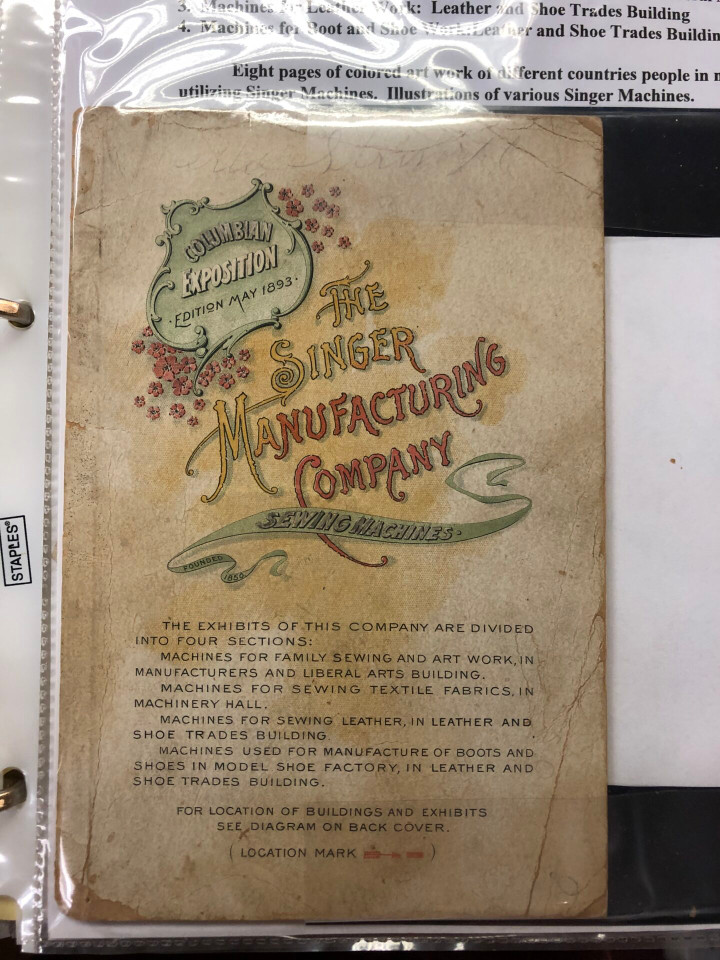 3. Machines for Leather Work: Leather and Shoe Trades Building
4. Machines for Boot and Shoe Work:Leather and Shoe Trades Buildin
Eight pages of colored art work of different countries people in
utilizing Singer Machines. Illustrations of various Singer Machines.
COLUMBIAN
EXPOSITION
·EDITION MAY 1893·
THE
SINGER
MANUFACTURING
COMPANY
SEWING MACHINES·
FOUNDED
1850
STAPLES®
THE EXHIBITS OF THIS COMPANY ARE DIVIDED
INTO FOUR SECTIONS:
MACHINES FOR FAMILY SEWING AND ART WORK, IN
MANUFACTURERS AND LIBERAL ARTS BUILDING.
MACHINES FOR SEWING TEXTILE FABRICS, IN
MACHINERY HALL.
MACHINES FOR SEWING LEATHER, IN LEATHER AND
SHOE TRADES BUILDING.
MACHINES USED FOR MANUFACTURE OF BOOTS AND
SHOES IN MODEL SHOE FACTORY, IN LEATHER AND
SHOE TRADES BUILDING.
FOR LOCATION OF BUILDINGS AND EXHIBITS
SEE DIAGRAM ON BACK COVER.
( LOCATION MARK )